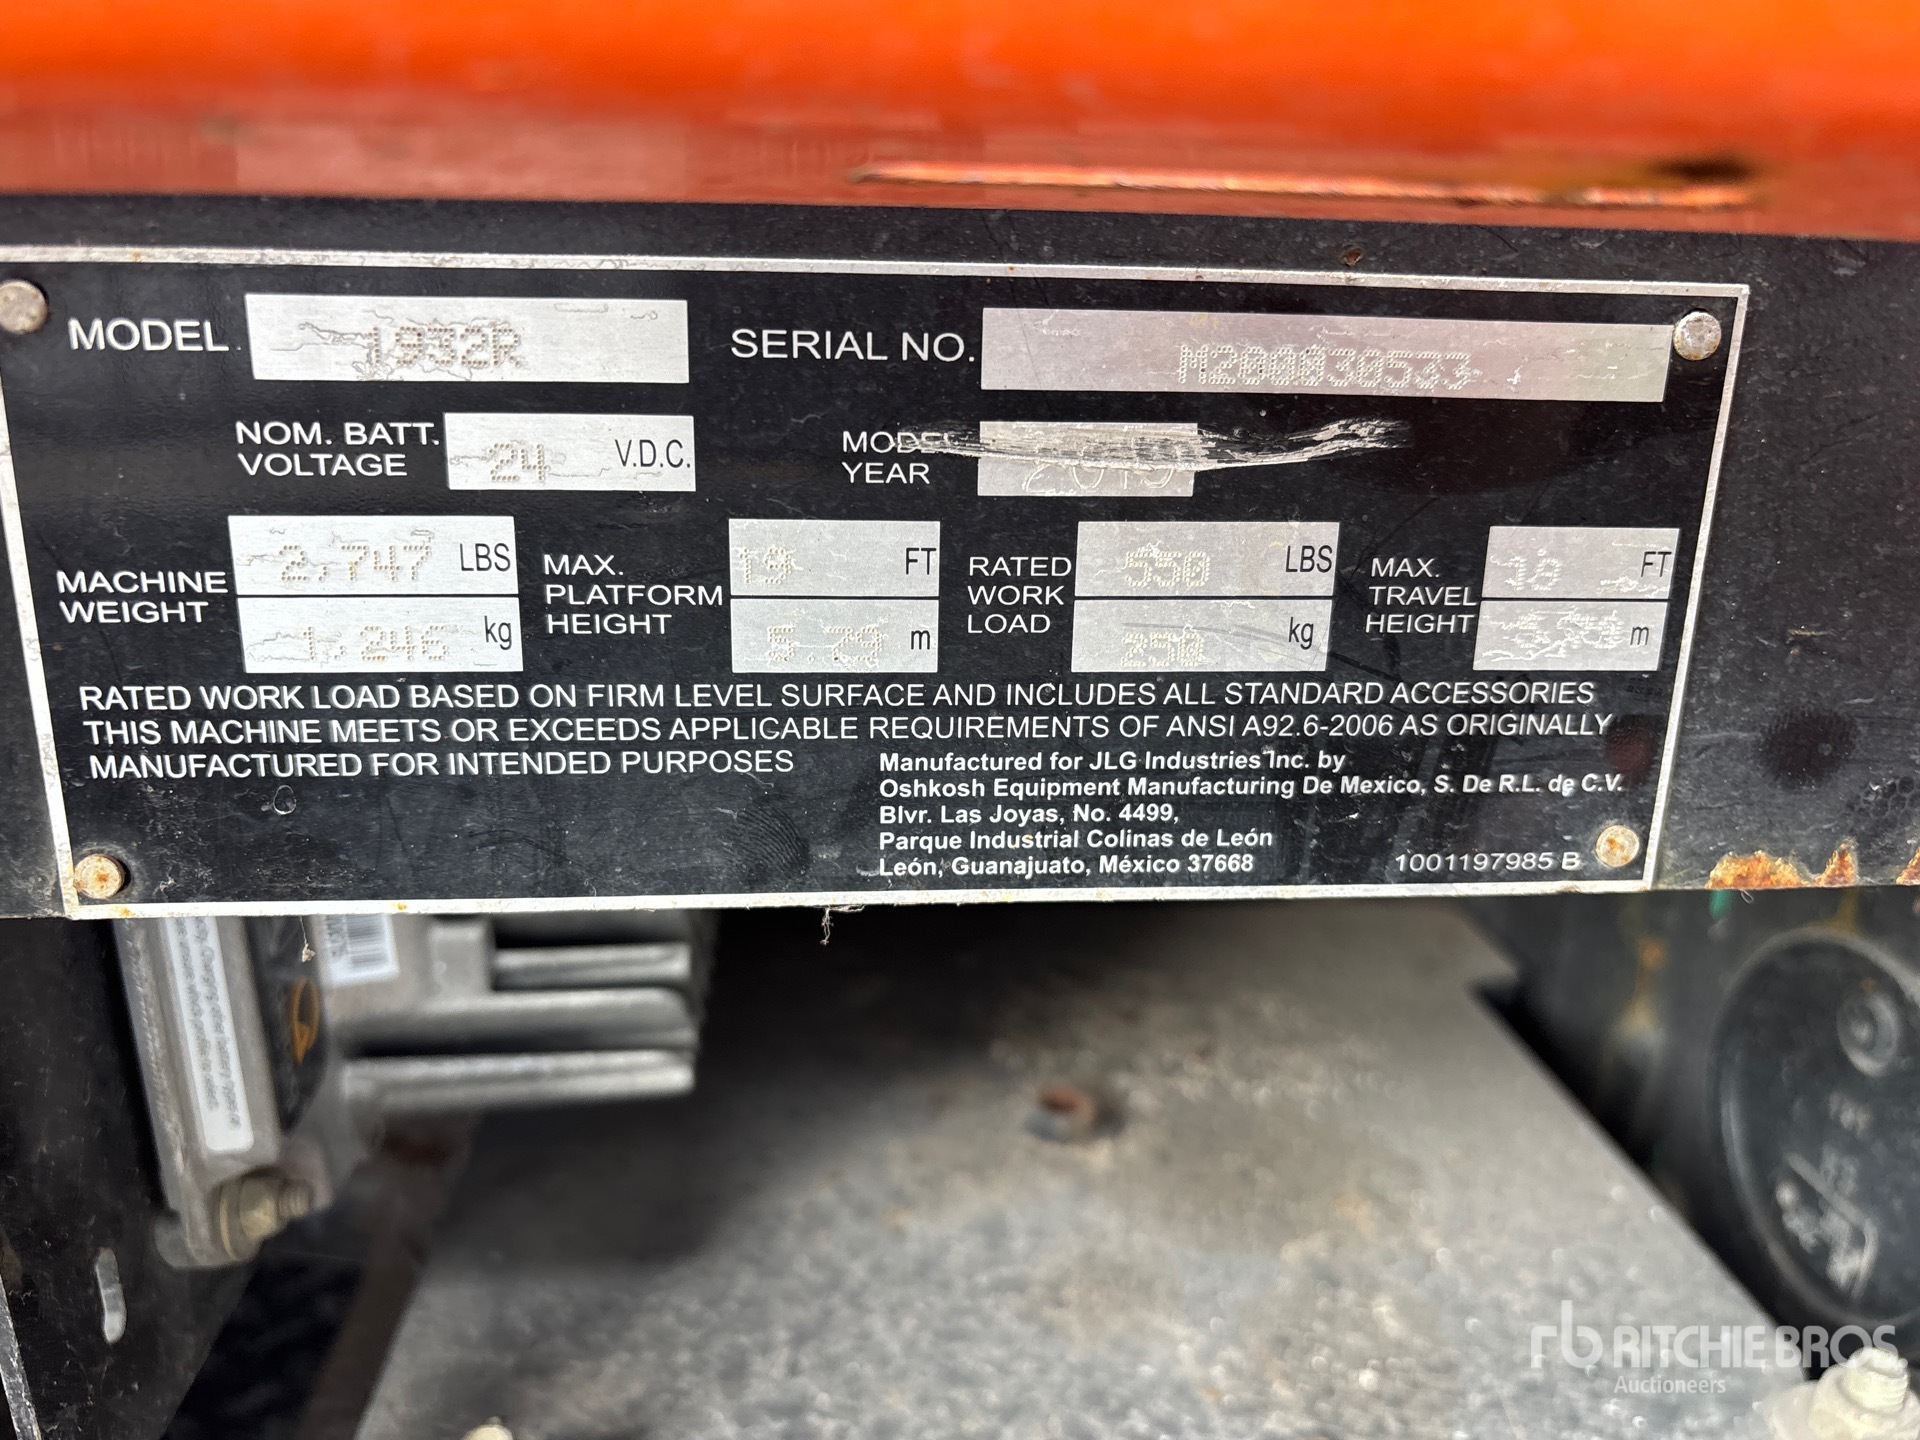 MODEL 1932R SERIAL NO. M200030533
NOM. BATT. VOLTAGE 24 V.D.C. MODEL YEAR 2019
MACHINE WEIGHT 2,747 LBS MAX. PLATFORM HEIGHT 19 FT RATED WORK LOAD 550 LBS MAX. TRAVEL HEIGHT FT
1,246 kg 5.79 m 250 kg m
RATED WORK LOAD BASED ON FIRM LEVEL SURFACE AND INCLUDES ALL STANDARD ACCESSORIES
THIS MACHINE MEETS OR EXCEEDS APPLICABLE REQUIREMENTS OF ANSI A92.6-2006 AS ORIGINALLY
MANUFACTURED FOR INTENDED PURPOSES
Manufactured for JLG Industries Inc. by
Oshkosh Equipment Manufacturing De Mexico, S. De R.L. de C.V.
Blvr. Las Joyas, No. 4499,
Parque Industrial Colinas de León
León, Guanajuato, México 37668
1001197985 B
rb RITCHIE BROS
Auctioneers